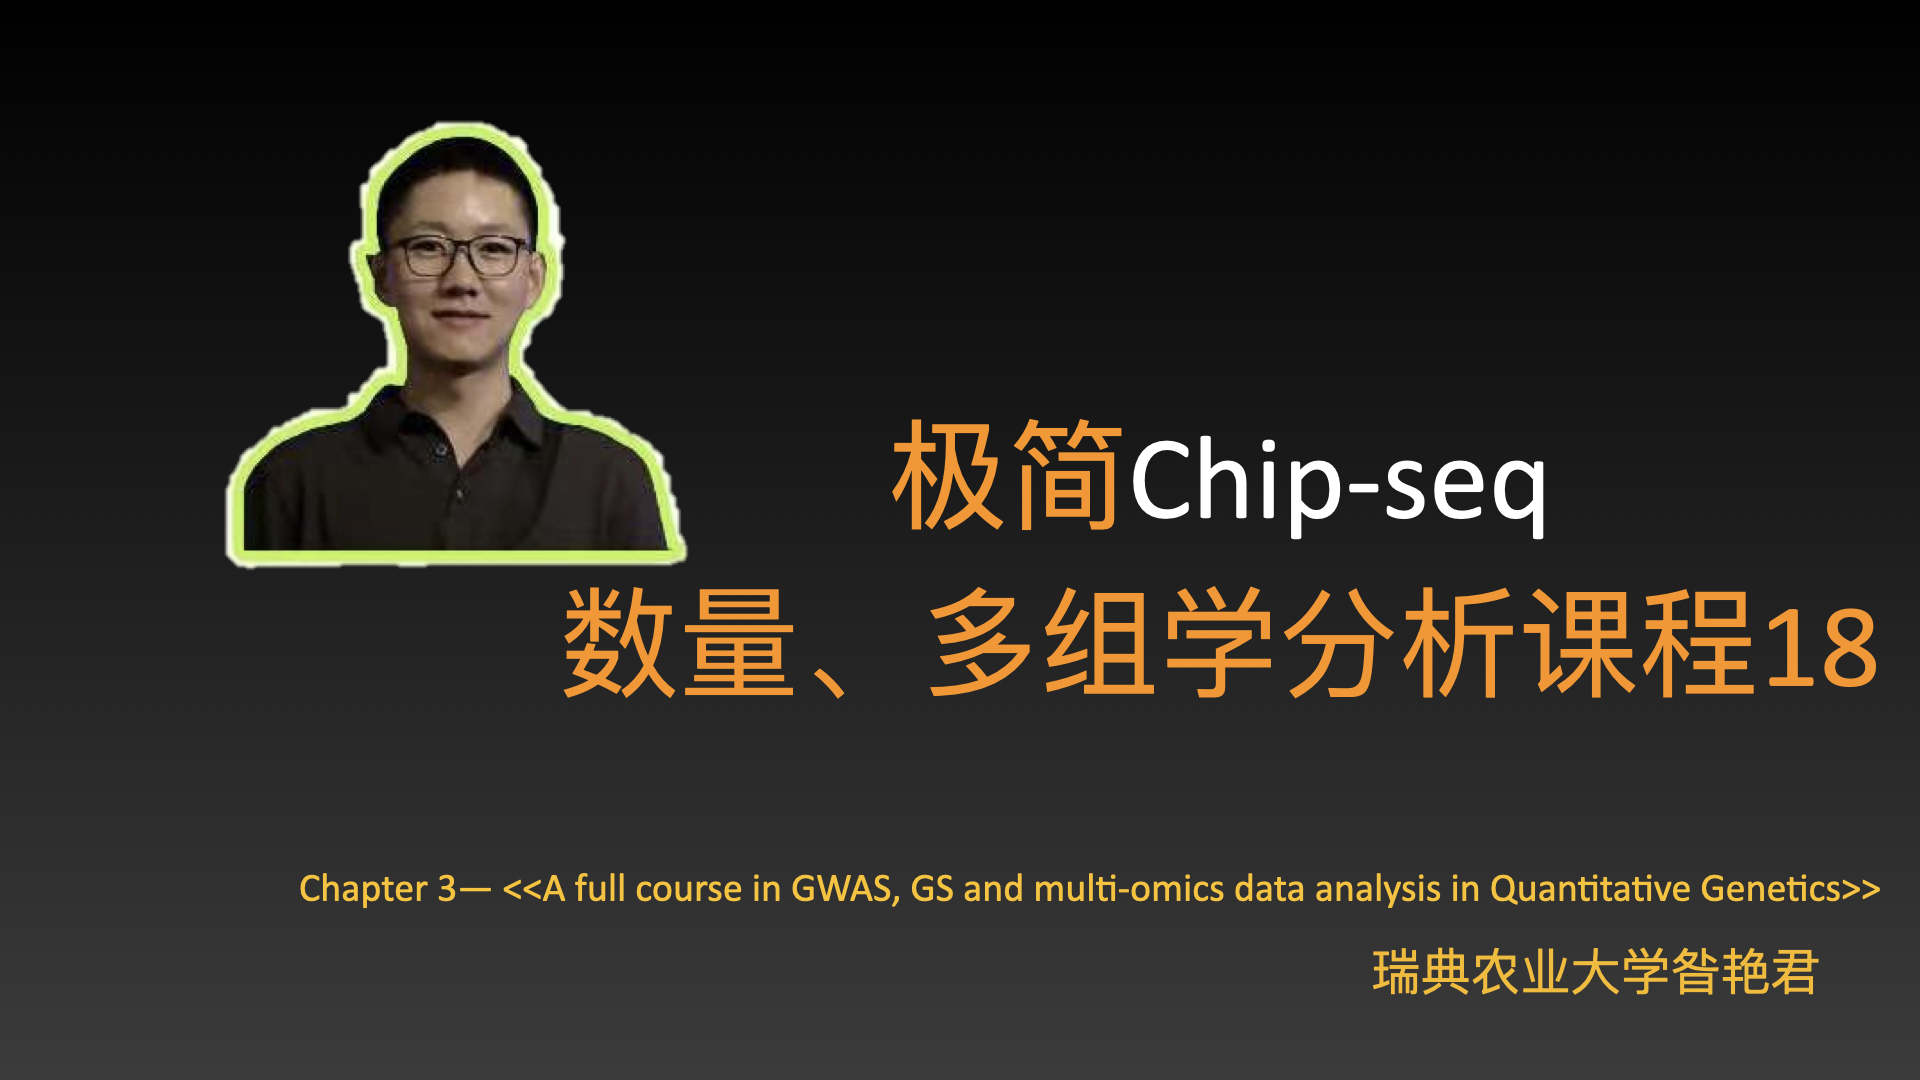 极简Chip-seq
数量、多组学分析课程18
Chapter 3— <<A full course in GWAS, GS and multi-omics data analysis in Quantitative Genetics>>
瑞典农业大学昝艳君